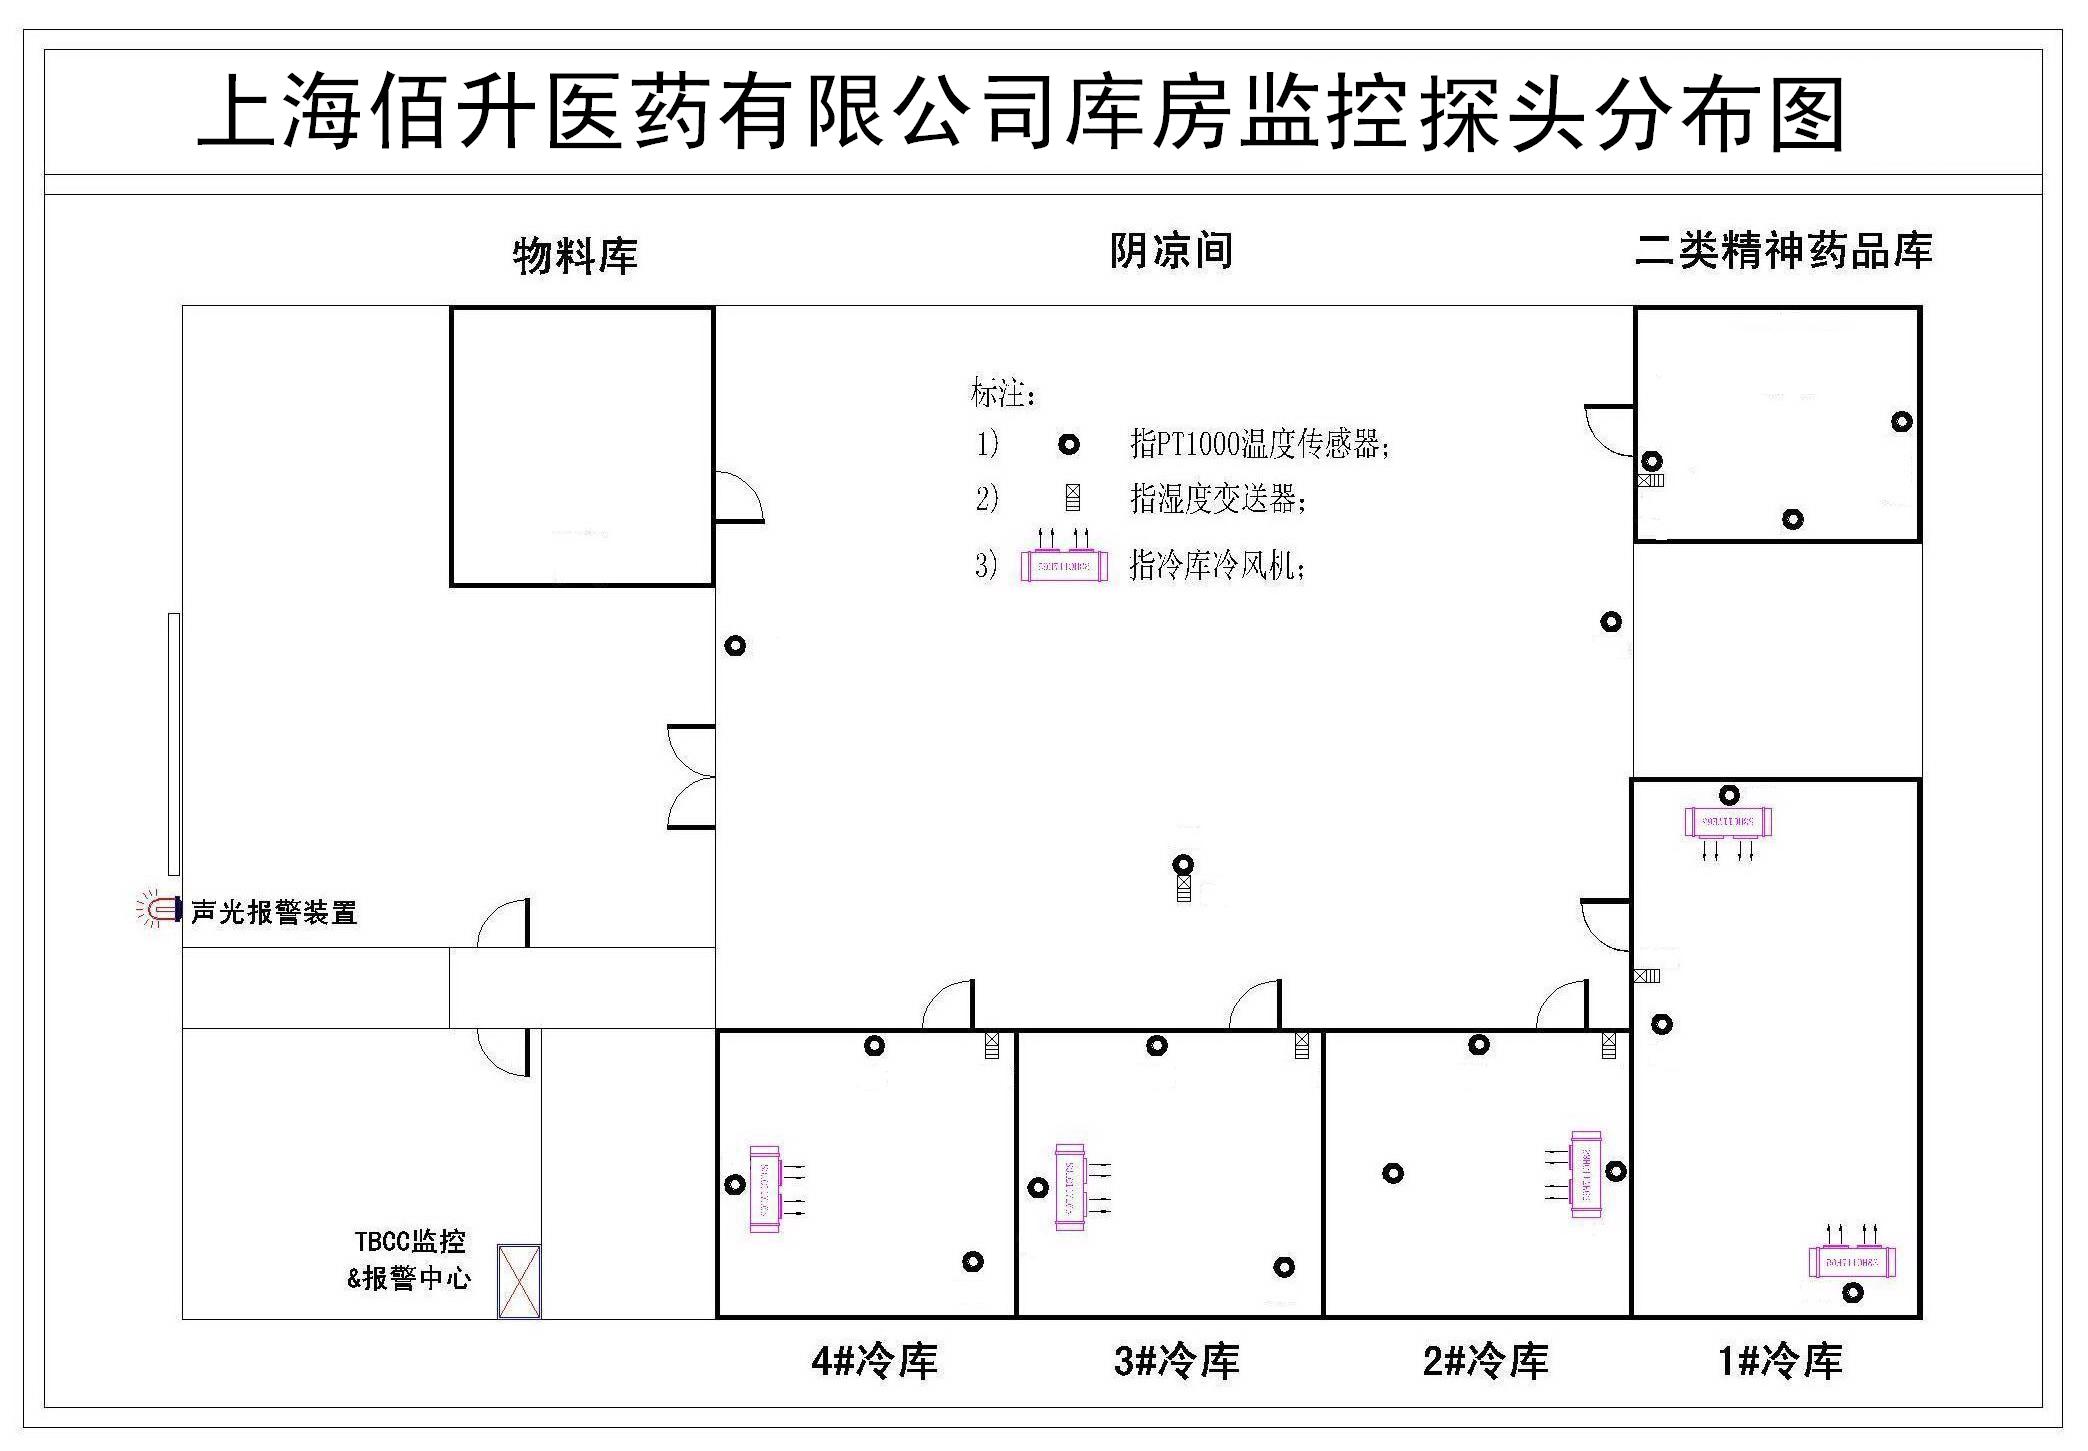 上海佰升医药有限公司库房监控探头分布图
物料库
阴凉间
二类精神药品库
标注:
1) 指PT1000温度传感器;
2) 指湿度变送器;
3) 指冷库冷风机;
声光报警装置
TBCC监控
&报警中心
4#冷库
3#冷库
2#冷库
1#冷库